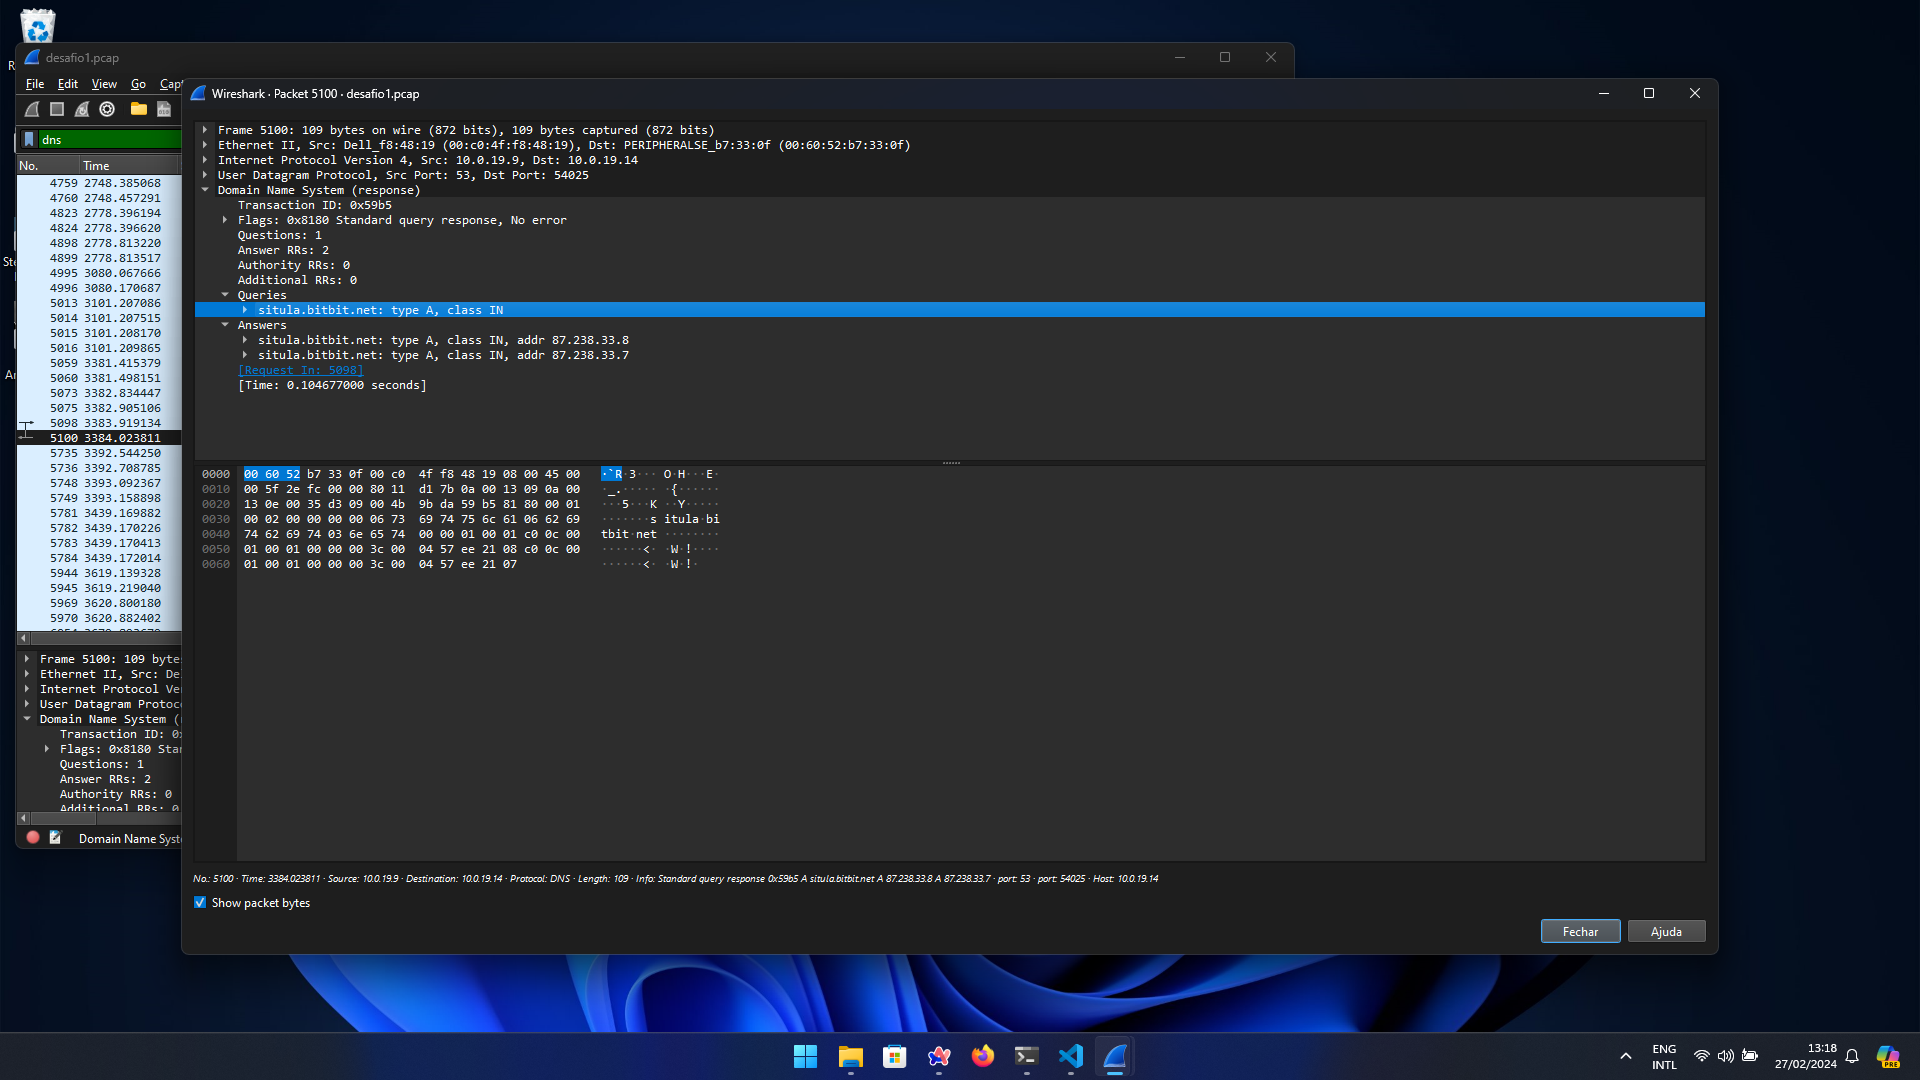 desafio1.pcap
File Edit View Go Capt
dns
No. Time
4759 2748.385068
4760 2748.457291
4823 2778.396194
4824 2778.396620
4898 2778.813220
4899 2778.813517
4995 3080.067666
4996 3080.170687
5013 3101.207086
5014 3101.207515
5015 3101.208170
5016 3101.209865
5059 3381.415379
5060 3381.498151
5073 3382.834447
5075 3382.905106
5098 3383.919134
5100 3384.023811
5735 3392.544250
5736 3392.708785
5748 3393.092367
5749 3393.158898
5781 3439.169882
5782 3439.170226
5783 3439.170413
5784 3439.172014
5944 3619.139328
5945 3619.219040
5969 3620.800180
5970 3620.882402
Frame 5100: 109 byte
Ethernet II, Src: De
Internet Protocol Ve
User Datagram Protoc
Domain Name System (
Transaction ID: 0
Flags: 0x8180 Star
Questions: 1
Answer RRs: 2
Authority RRs: 0
Additional RRs: 0
Domain Name Syst
Wireshark · Packet 5100 · desafio1.pcap
Frame 5100: 109 bytes on wire (872 bits), 109 bytes captured (872 bits)
Ethernet II, Src: Dell_f8:48:19 (00:c0:4f:f8:48:19), Dst: PERIPHERALSE_b7:33:0f (00:60:52:b7:33:0f)
Internet Protocol Version 4, Src: 10.0.19.9, Dst: 10.0.19.14
User Datagram Protocol, Src Port: 53, Dst Port: 54025
Domain Name System (response)
Transaction ID: 0x59b5
Flags: 0x8180 Standard query response, No error
Questions: 1
Answer RRs: 2
Authority RRs: 0
Additional RRs: 0
Queries
situla.bitbit.net: type A, class IN
Answers
situla.bitbit.net: type A, class IN, addr 87.238.33.8
situla.bitbit.net: type A, class IN, addr 87.238.33.7
[Request In: 5098]
[Time: 0.104677000 seconds]
0000 00 60 52 b7 33 0f 00 c0 4f f8 48 19 08 00 45 00 ·`R·3··· O·H···E·
0010 00 5f 2e fc 00 00 80 11 d1 7b 0a 00 13 09 0a 00 ·_.····· ·{······
0020 13 0e 00 35 d3 09 00 4b 9b da 59 b5 81 80 00 01 ···5···K ··Y·····
0030 00 02 00 00 00 00 06 73 69 74 75 6c 61 06 62 69 ·······s itula·bi
0040 74 62 69 74 03 6e 65 74 00 00 01 00 01 c0 0c 00 tbit·net ········
0050 01 00 01 00 00 00 3c 00 04 57 ee 21 08 c0 0c 00 ······<· ·W·!····
0060 01 00 01 00 00 00 3c 00 04 57 ee 21 07 ······<· ·W·!·
No.: 5100 · Time: 3384.023811 · Source: 10.0.19.9 · Destination: 10.0.19.14 · Protocol: DNS · Length: 109 · Info: Standard query response 0x59b5 A situla.bitbit.net A 87.238.33.8 A 87.238.33.7 · port: 53 · port: 54025 · Host: 10.0.19.14
Show packet bytes
Fechar Ajuda
ENG
INTL
13:18
27/02/2024
PRE